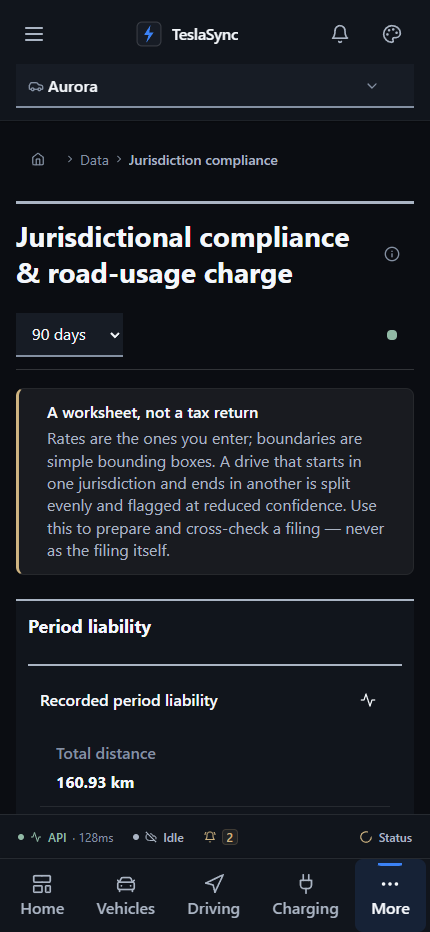 TeslaSync
Aurora
Data
Jurisdiction compliance
Jurisdictional compliance
& road-usage charge
90 days
A worksheet, not a tax return
Rates are the ones you enter; boundaries are
simple bounding boxes. A drive that starts in
one jurisdiction and ends in another is split
evenly and flagged at reduced confidence. Use
this to prepare and cross-check a filing — never
as the filing itself.
Period liability
Recorded period liability
Total distance
160.93 km
API · 128ms
Idle
2
Status
Home
Vehicles
Driving
Charging
More